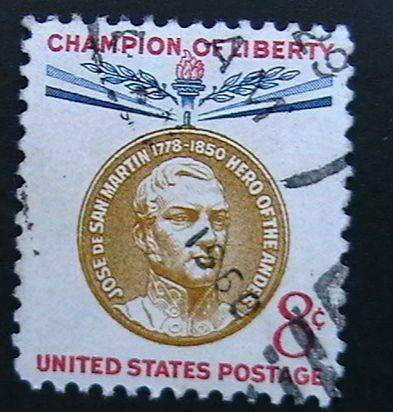 CHAMPION OF LIBERTY
JOSE DE SAN MARTIN 1778-1850 HERO OF THE ANDES
8¢
UNITED STATES POSTAGE